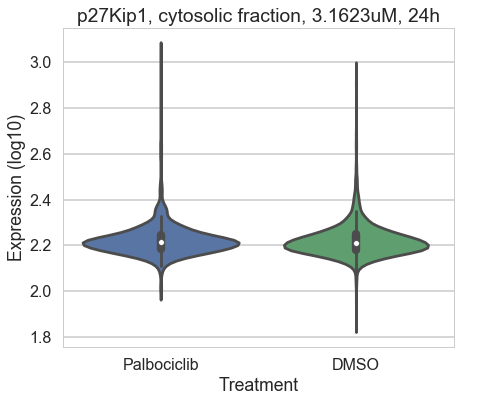 p27Kip1, cytosolic fraction, 3.1623uM, 24h
Expression (log10)
3.0
2.8
2.6
2.4
2.2
2.0
1.8
Palbociclib DMSO
Treatment